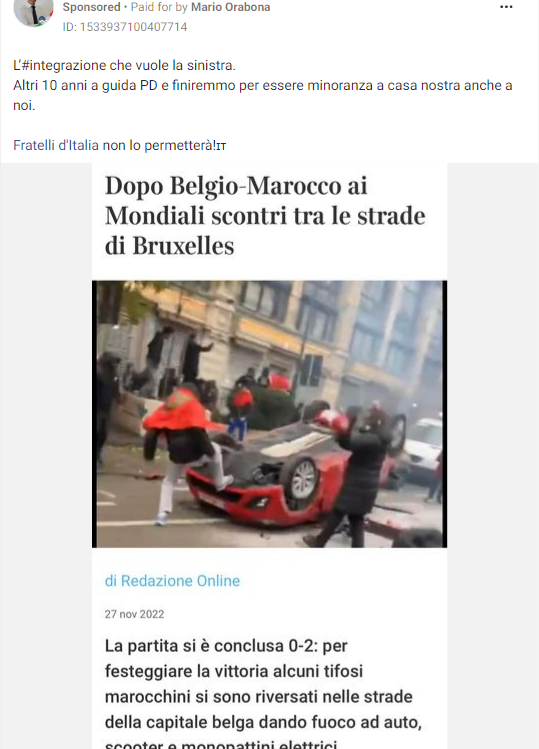 Sponsored • Paid for by Mario Orabona
ID: 1533937100407714
L'#integrazione che vuole la sinistra.
Altri 10 anni a guida PD e finiremmo per essere minoranza a casa nostra anche a
noi.
Fratelli d'Italia non lo permetterà!🇮🇹
Dopo Belgio-Marocco ai
Mondiali scontri tra le strade
di Bruxelles
di Redazione Online
27 nov 2022
La partita si è conclusa 0-2: per
festeggiare la vittoria alcuni tifosi
marocchini si sono riversati nelle strade
della capitale belga dando fuoco ad auto,
scooter e monopattini elettrici